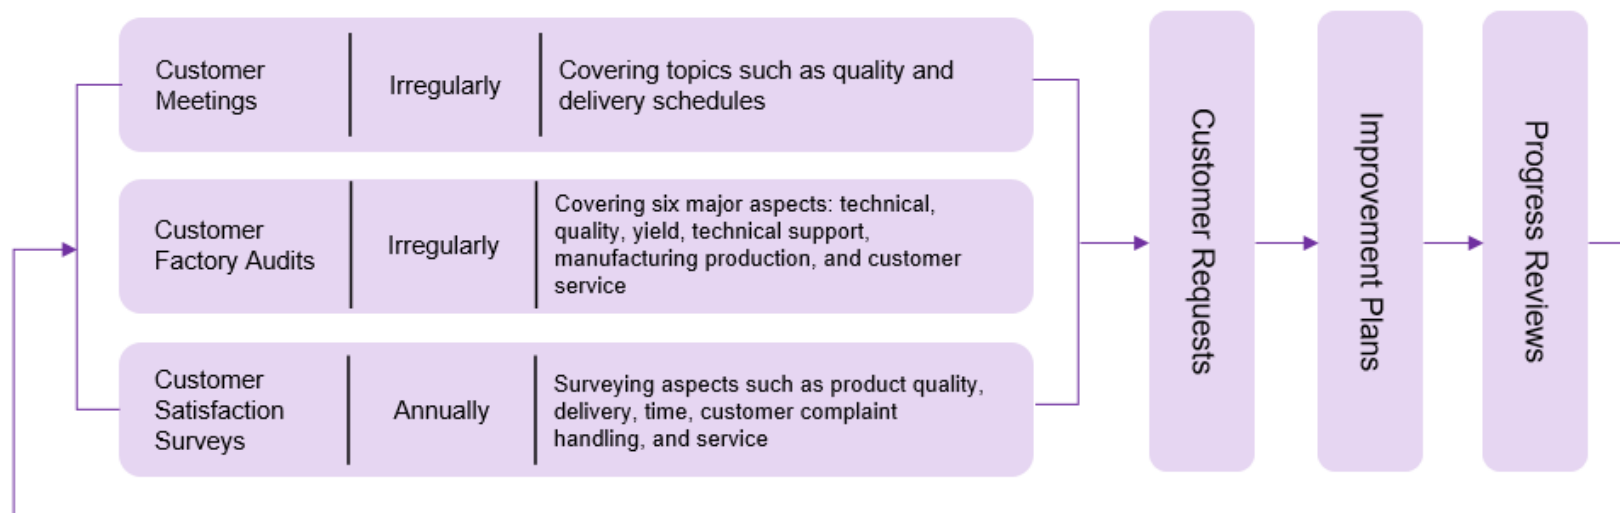 Customer
Meetings
Irregularly
Covering topics such as quality and
delivery schedules
Customer
Factory Audits
Irregularly
Covering six major aspects: technical,
quality, yield, technical support,
manufacturing production, and customer
service
Customer
Satisfaction
Surveys
Annually
Surveying aspects such as product quality,
delivery, time, customer complaint
handling, and service
Customer Requests
Improvement Plans
Progress Reviews